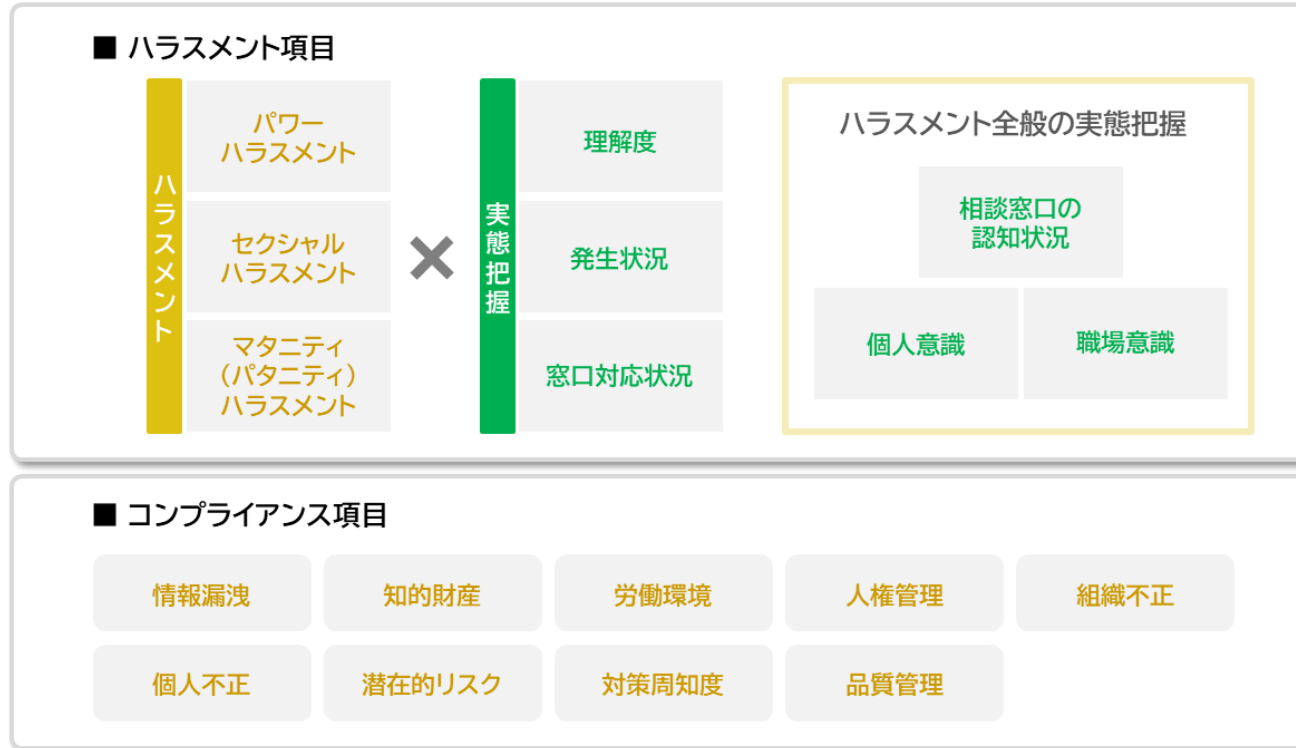 ■ ハラスメント項目
ハラスメント
パワー
ハラスメント
セクシャル
ハラスメント
マタニティ
（パタニティ）
ハラスメント
×
実態把握
理解度
発生状況
窓口対応状況
ハラスメント全般の実態把握
相談窓口の
認知状況
個人意識
職場意識
■ コンプライアンス項目
情報漏洩
知的財産
労働環境
人権管理
組織不正
個人不正
潜在的リスク
対策周知度
品質管理